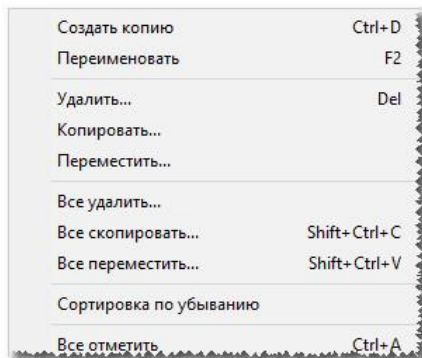 Создать копию Ctrl+D
Переименовать F2
Удалить... Del
Копировать...
Переместить...
Все удалить...
Все скопировать... Shift+Ctrl+C
Все переместить... Shift+Ctrl+V
Сортировка по убыванию
Все отметить Ctrl+A